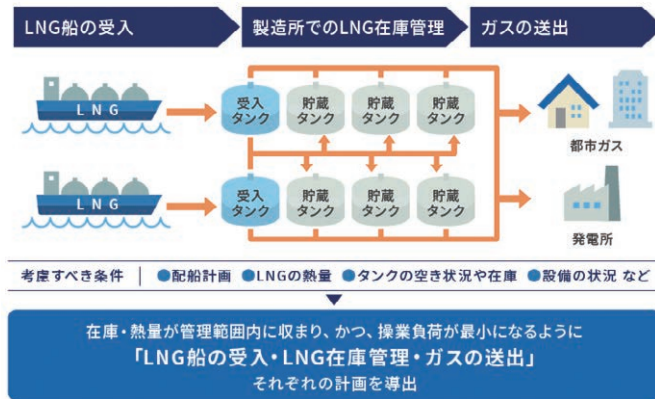 LNG船の受入
製造所でのLNG在庫管理
ガスの送出
LNG
受入
タンク
貯蔵
タンク
貯蔵
タンク
貯蔵
タンク
都市ガス
LNG
受入
タンク
貯蔵
タンク
貯蔵
タンク
貯蔵
タンク
発電所
考慮すべき条件 | ●配船計画 ●LNGの熱量 ●タンクの空き状況や在庫 ●設備の状況 など
在庫・熱量が管理範囲内に収まり、かつ、操業負荷が最小になるように
「LNG船の受入・LNG在庫管理・ガスの送出」
それぞれの計画を導出